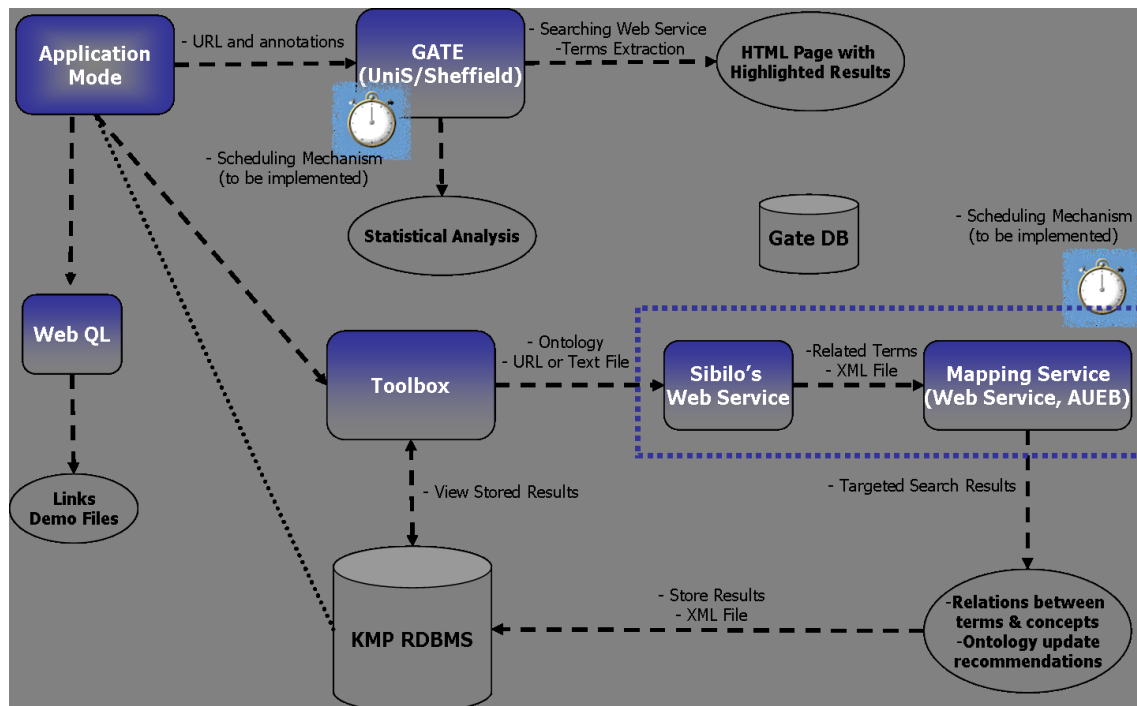 Application
Mode
- URL and annotations
GATE
(UniS/Sheffield)
- Searching Web Service
-Terms Extraction
HTML Page with
Highlighted Results
- Scheduling Mechanism
(to be implemented)
Statistical Analysis
Gate DB
- Scheduling Mechanism
(to be implemented)
Web QL
Toolbox
- Ontology
- URL or Text File
Sibilo's
Web Service
-Related Terms
- XML File
Mapping Service
(Web Service, AUEB)
Links
Demo Files
- View Stored Results
- Targeted Search Results
KMP RDBMS
- Store Results
- XML File
-Relations between
terms & concepts
-Ontology update
recommendations